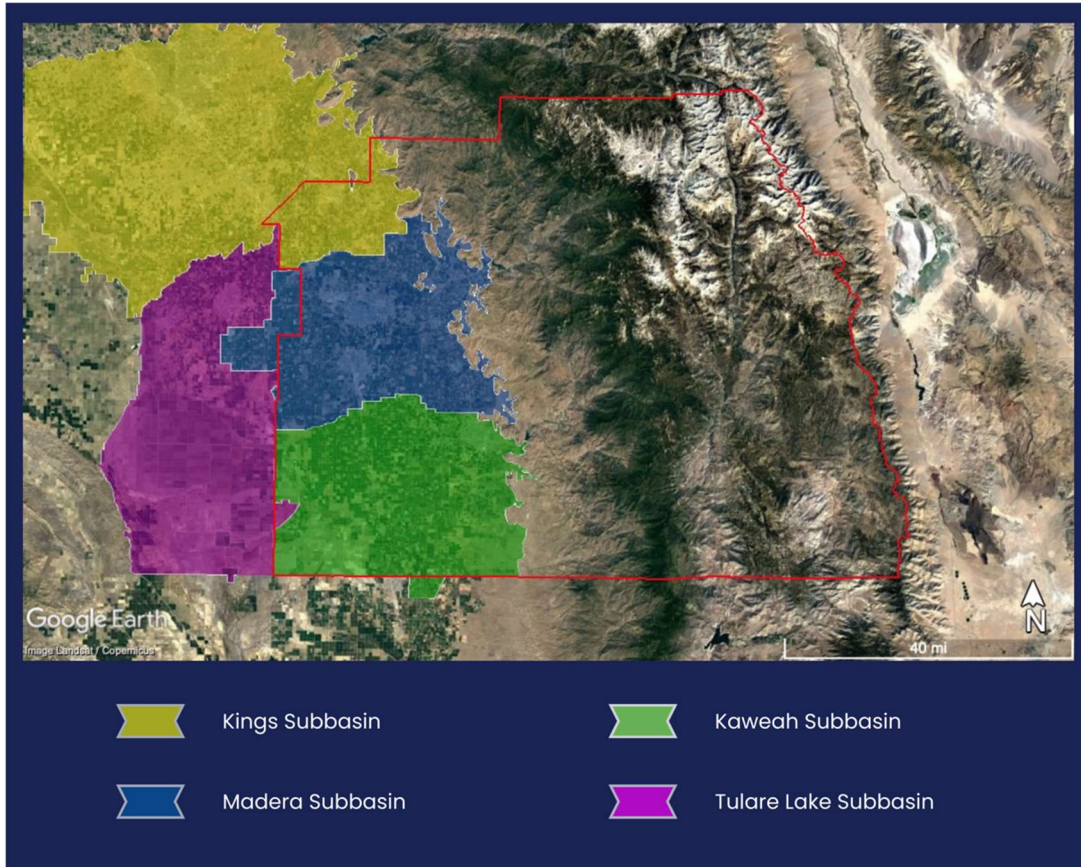 Google Earth
Image Landsat / Copernicus
N
40 mi
Kings Subbasin
Kaweah Subbasin
Madera Subbasin
Tulare Lake Subbasin